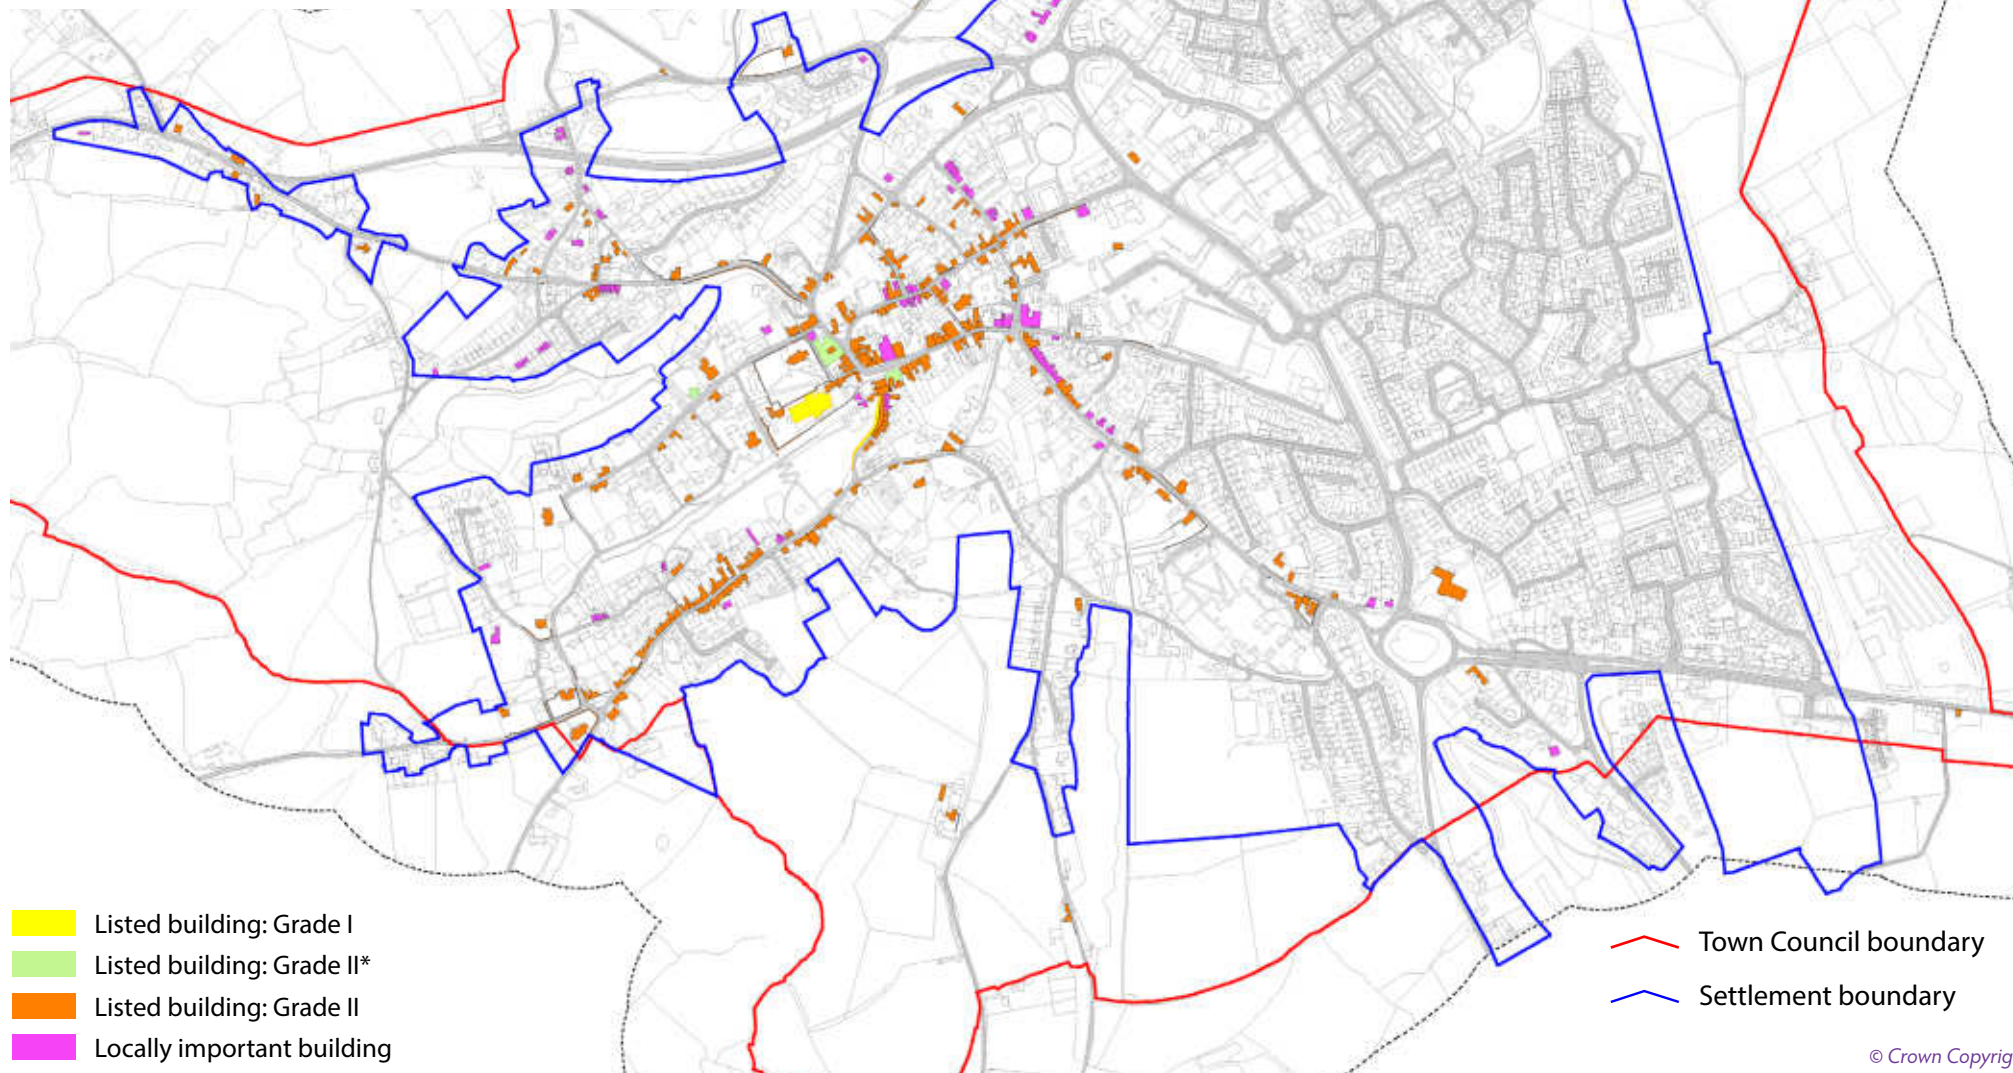 Listed building: Grade I
Listed building: Grade II*
Listed building: Grade II
Locally important building
Town Council boundary
Settlement boundary
© Crown Copyrig